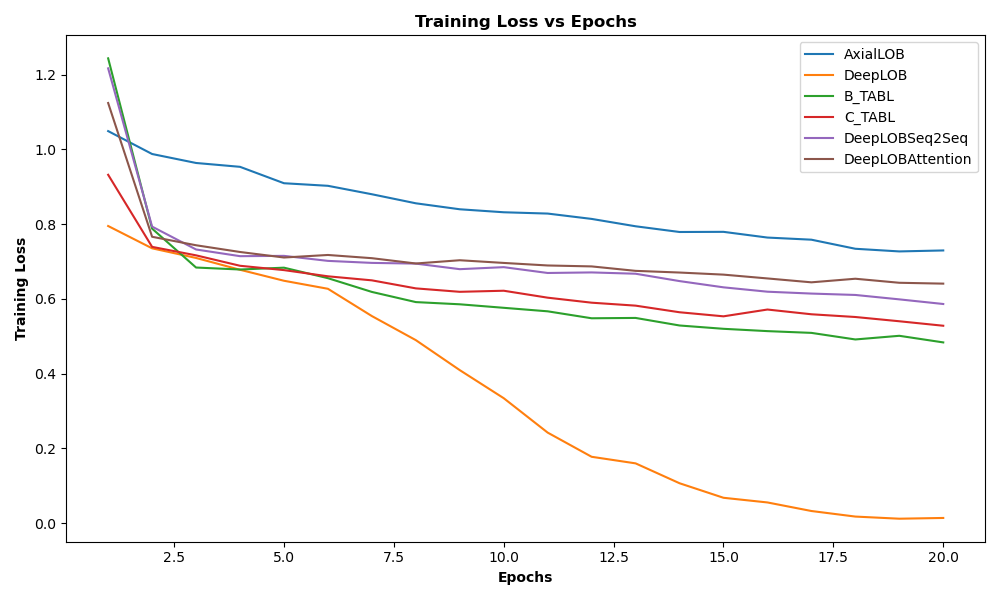 Training Loss vs Epochs
AxialLOB
DeepLOB
B_TABL
C_TABL
DeepLOBSeq2Seq
DeepLOBAttention
Training Loss
1.2
1.0
0.8
0.6
0.4
0.2
0.0
2.5 5.0 7.5 10.0 12.5 15.0 17.5 20.0
Epochs